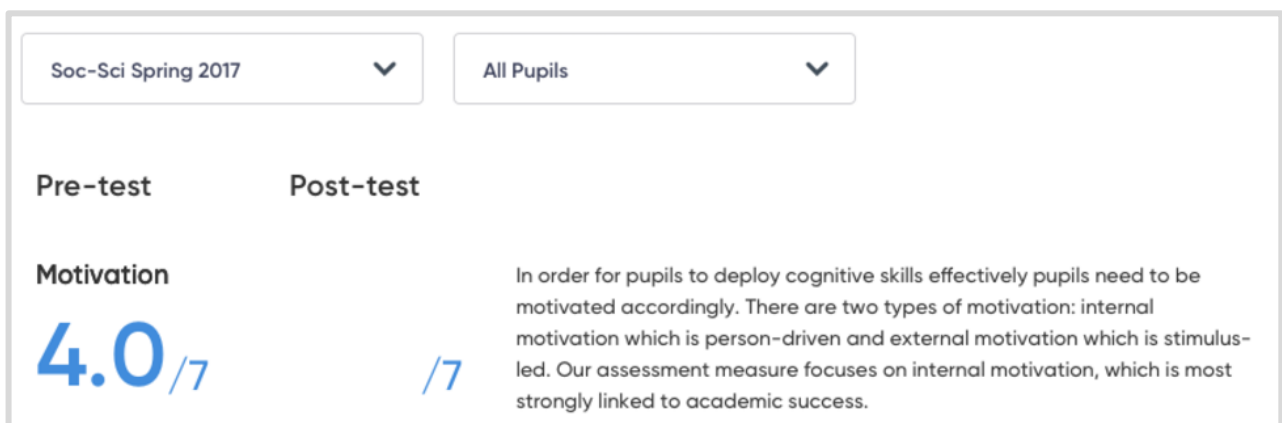 Soc-Sci Spring 2017
All Pupils
Pre-test
Post-test
Motivation
4.0/7
/7
In order for pupils to deploy cognitive skills effectively pupils need to be
motivated accordingly. There are two types of motivation: internal
motivation which is person-driven and external motivation which is stimulus-
led. Our assessment measure focuses on internal motivation, which is most
strongly linked to academic success.